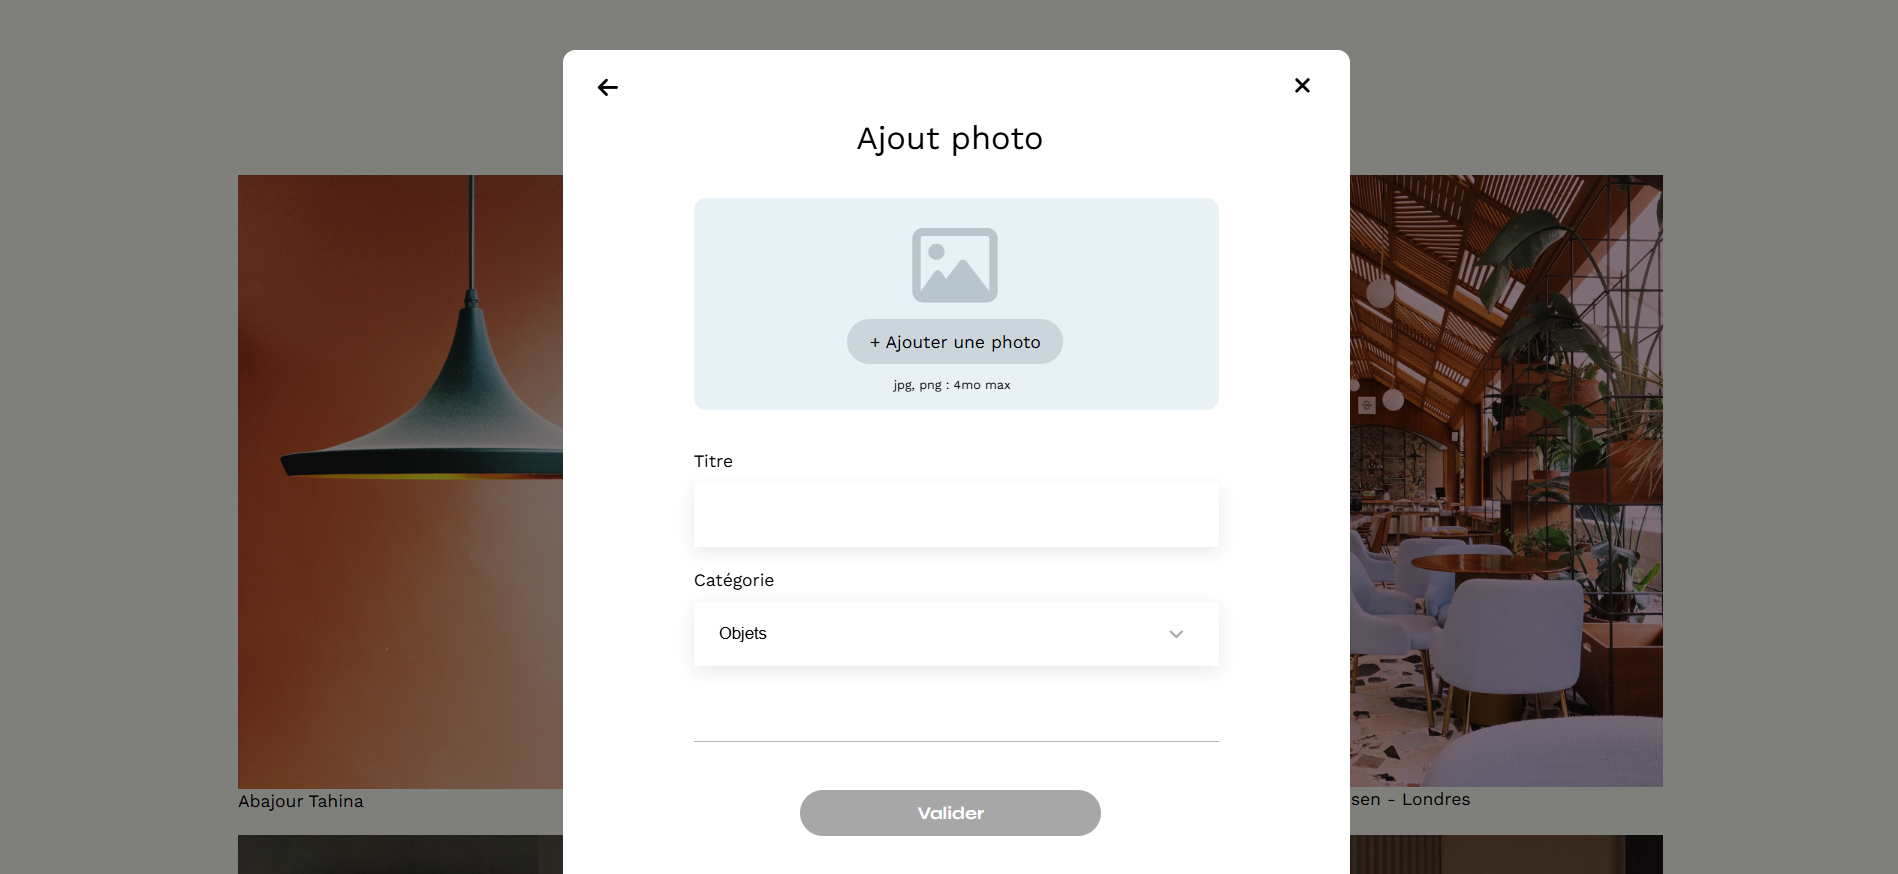 Ajout photo
+ Ajouter une photo
jpg, png : 4mo max
Titre
Catégorie
Objets
Valider
Abajour Tahina
sen - Londres